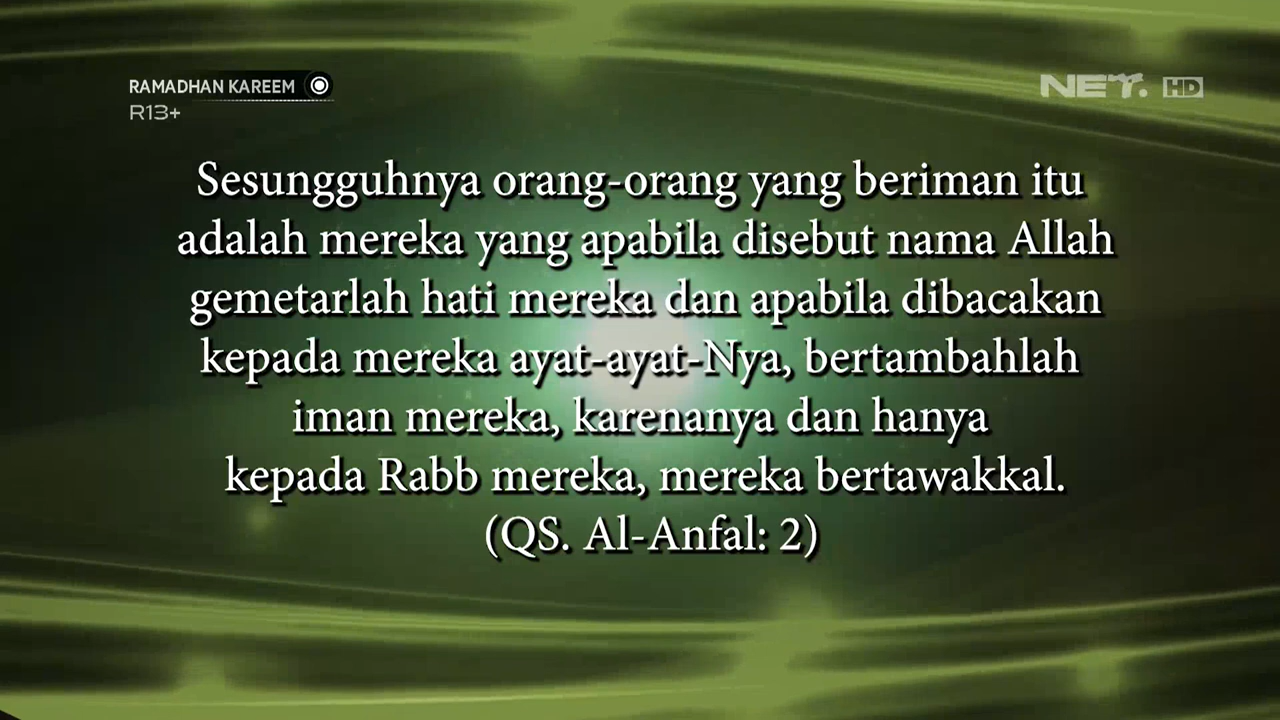 RAMADHAN KAREEM
R13+
NET. HD
Sesungguhnya orang-orang yang beriman itu
adalah mereka yang apabila disebut nama Allah
gemetarlah hati mereka dan apabila dibacakan
kepada mereka ayat-ayat-Nya, bertambahlah
iman mereka, karenanya dan hanya
kepada Rabb mereka, mereka bertawakkal.
(QS. Al-Anfal: 2)